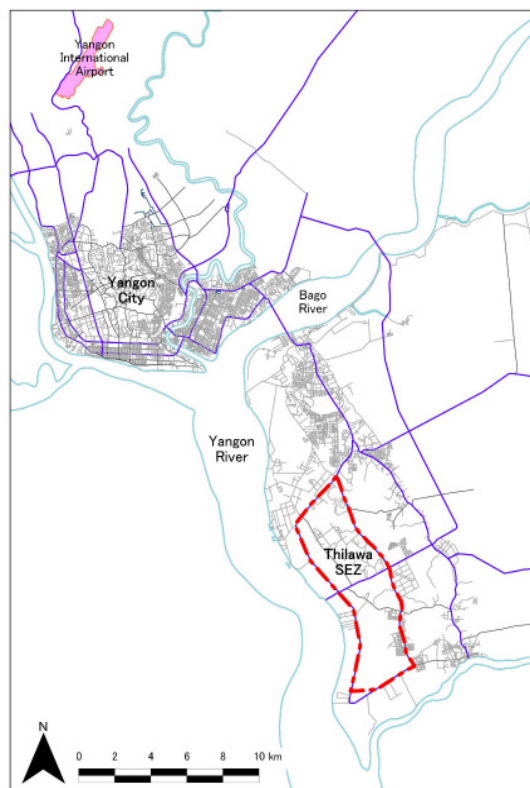 Yangon
International
Airport
Yangon
City
Bago
River
Yangon
River
Thilawa
SEZ
N
0 2 4 6 8 10 km